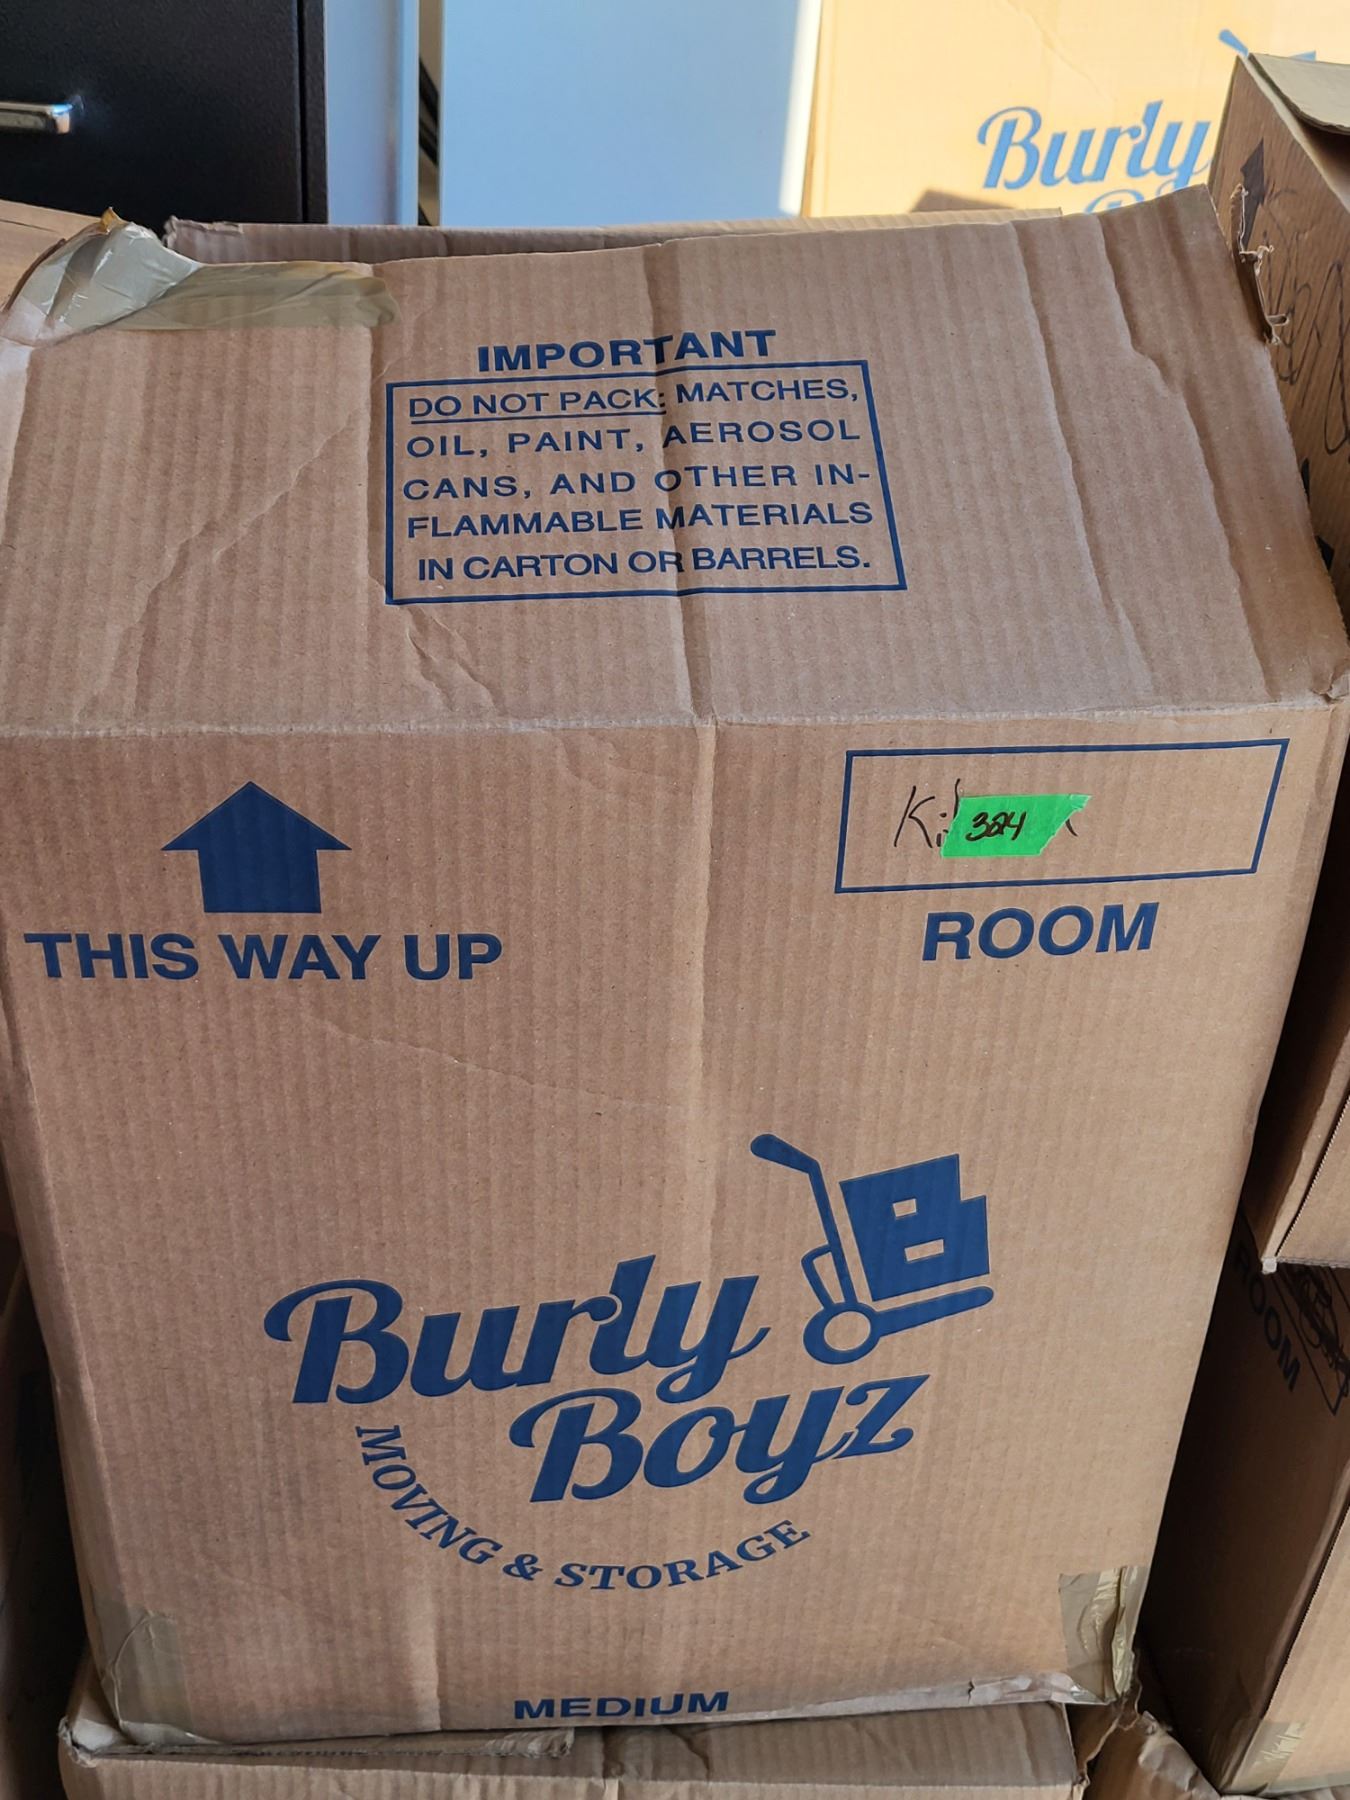 Burly
IMPORTANT
DO NOT PACK: MATCHES,
OIL, PAINT, AEROSOL
CANS, AND OTHER IN-
FLAMMABLE MATERIALS
IN CARTON OR BARRELS.
324
THIS WAY UP
ROOM
Burly
Boyz
MOVING & STORAGE
MEDIUM
ROOM